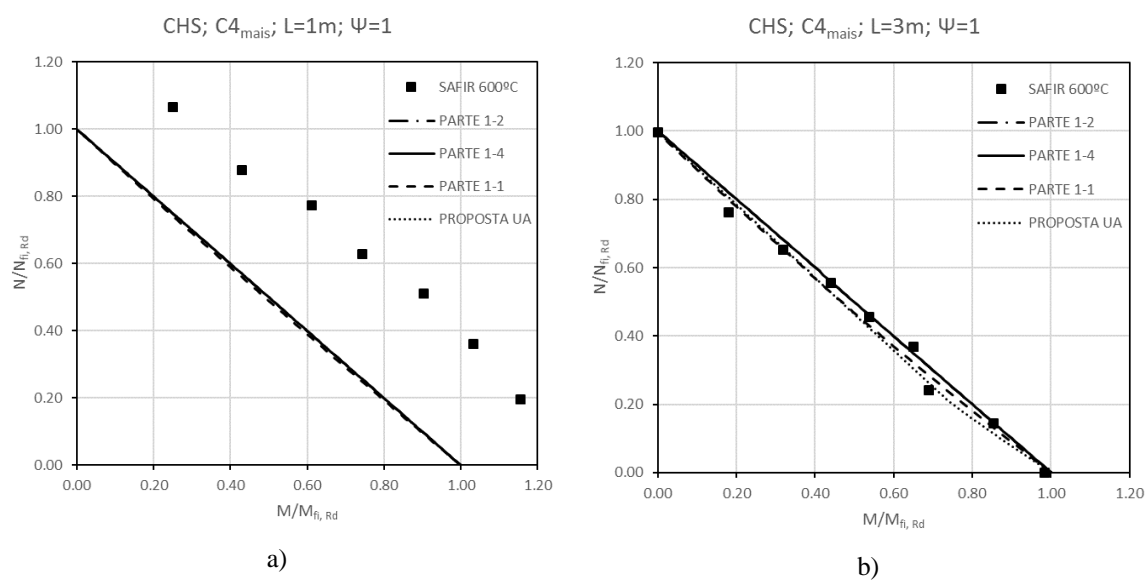 CHS; C4mais; L=1m; Ψ=1
1.20
1.00
0.80
0.60
0.40
0.20
0.00
N/Nfi,Rd
0.00 0.20 0.40 0.60 0.80 1.00 1.20
M/Mfi, Rd
SAFIR 600ºC
PARTE 1-2
PARTE 1-4
PARTE 1-1
PROPOSTA UA
a)
CHS; C4mais; L=3m; Ψ=1
1.20
1.00
0.80
0.60
0.40
0.20
0.00
N/Nfi,Rd
0.00 0.20 0.40 0.60 0.80 1.00 1.20
M/Mfi, Rd
SAFIR 600ºC
PARTE 1-2
PARTE 1-4
PARTE 1-1
PROPOSTA UA
b)